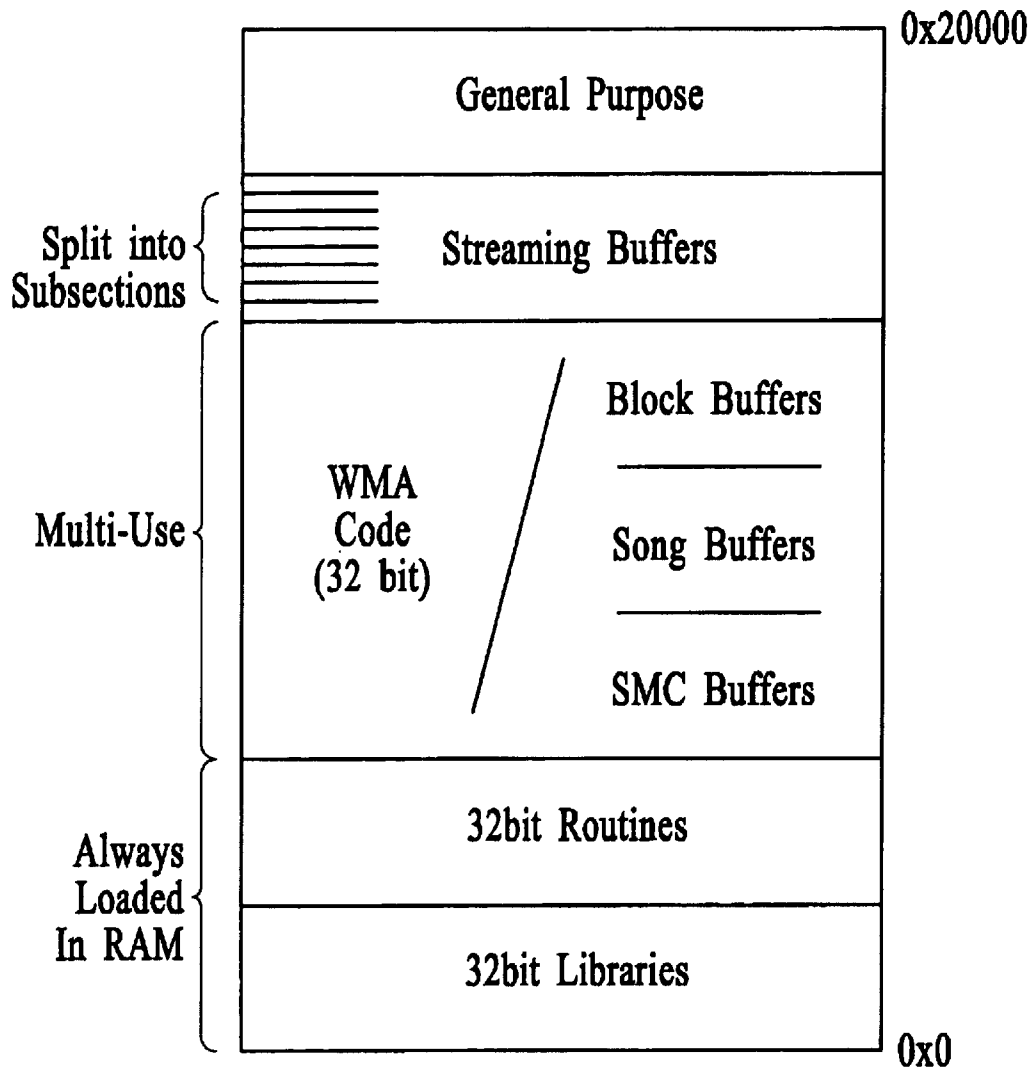 0x20000
General Purpose
Split into
Subsections
Streaming Buffers
Multi-Use
WMA
Code
(32 bit)
Block Buffers
Song Buffers
SMC Buffers
Always
Loaded
In RAM
32bit Routines
32bit Libraries
0x0